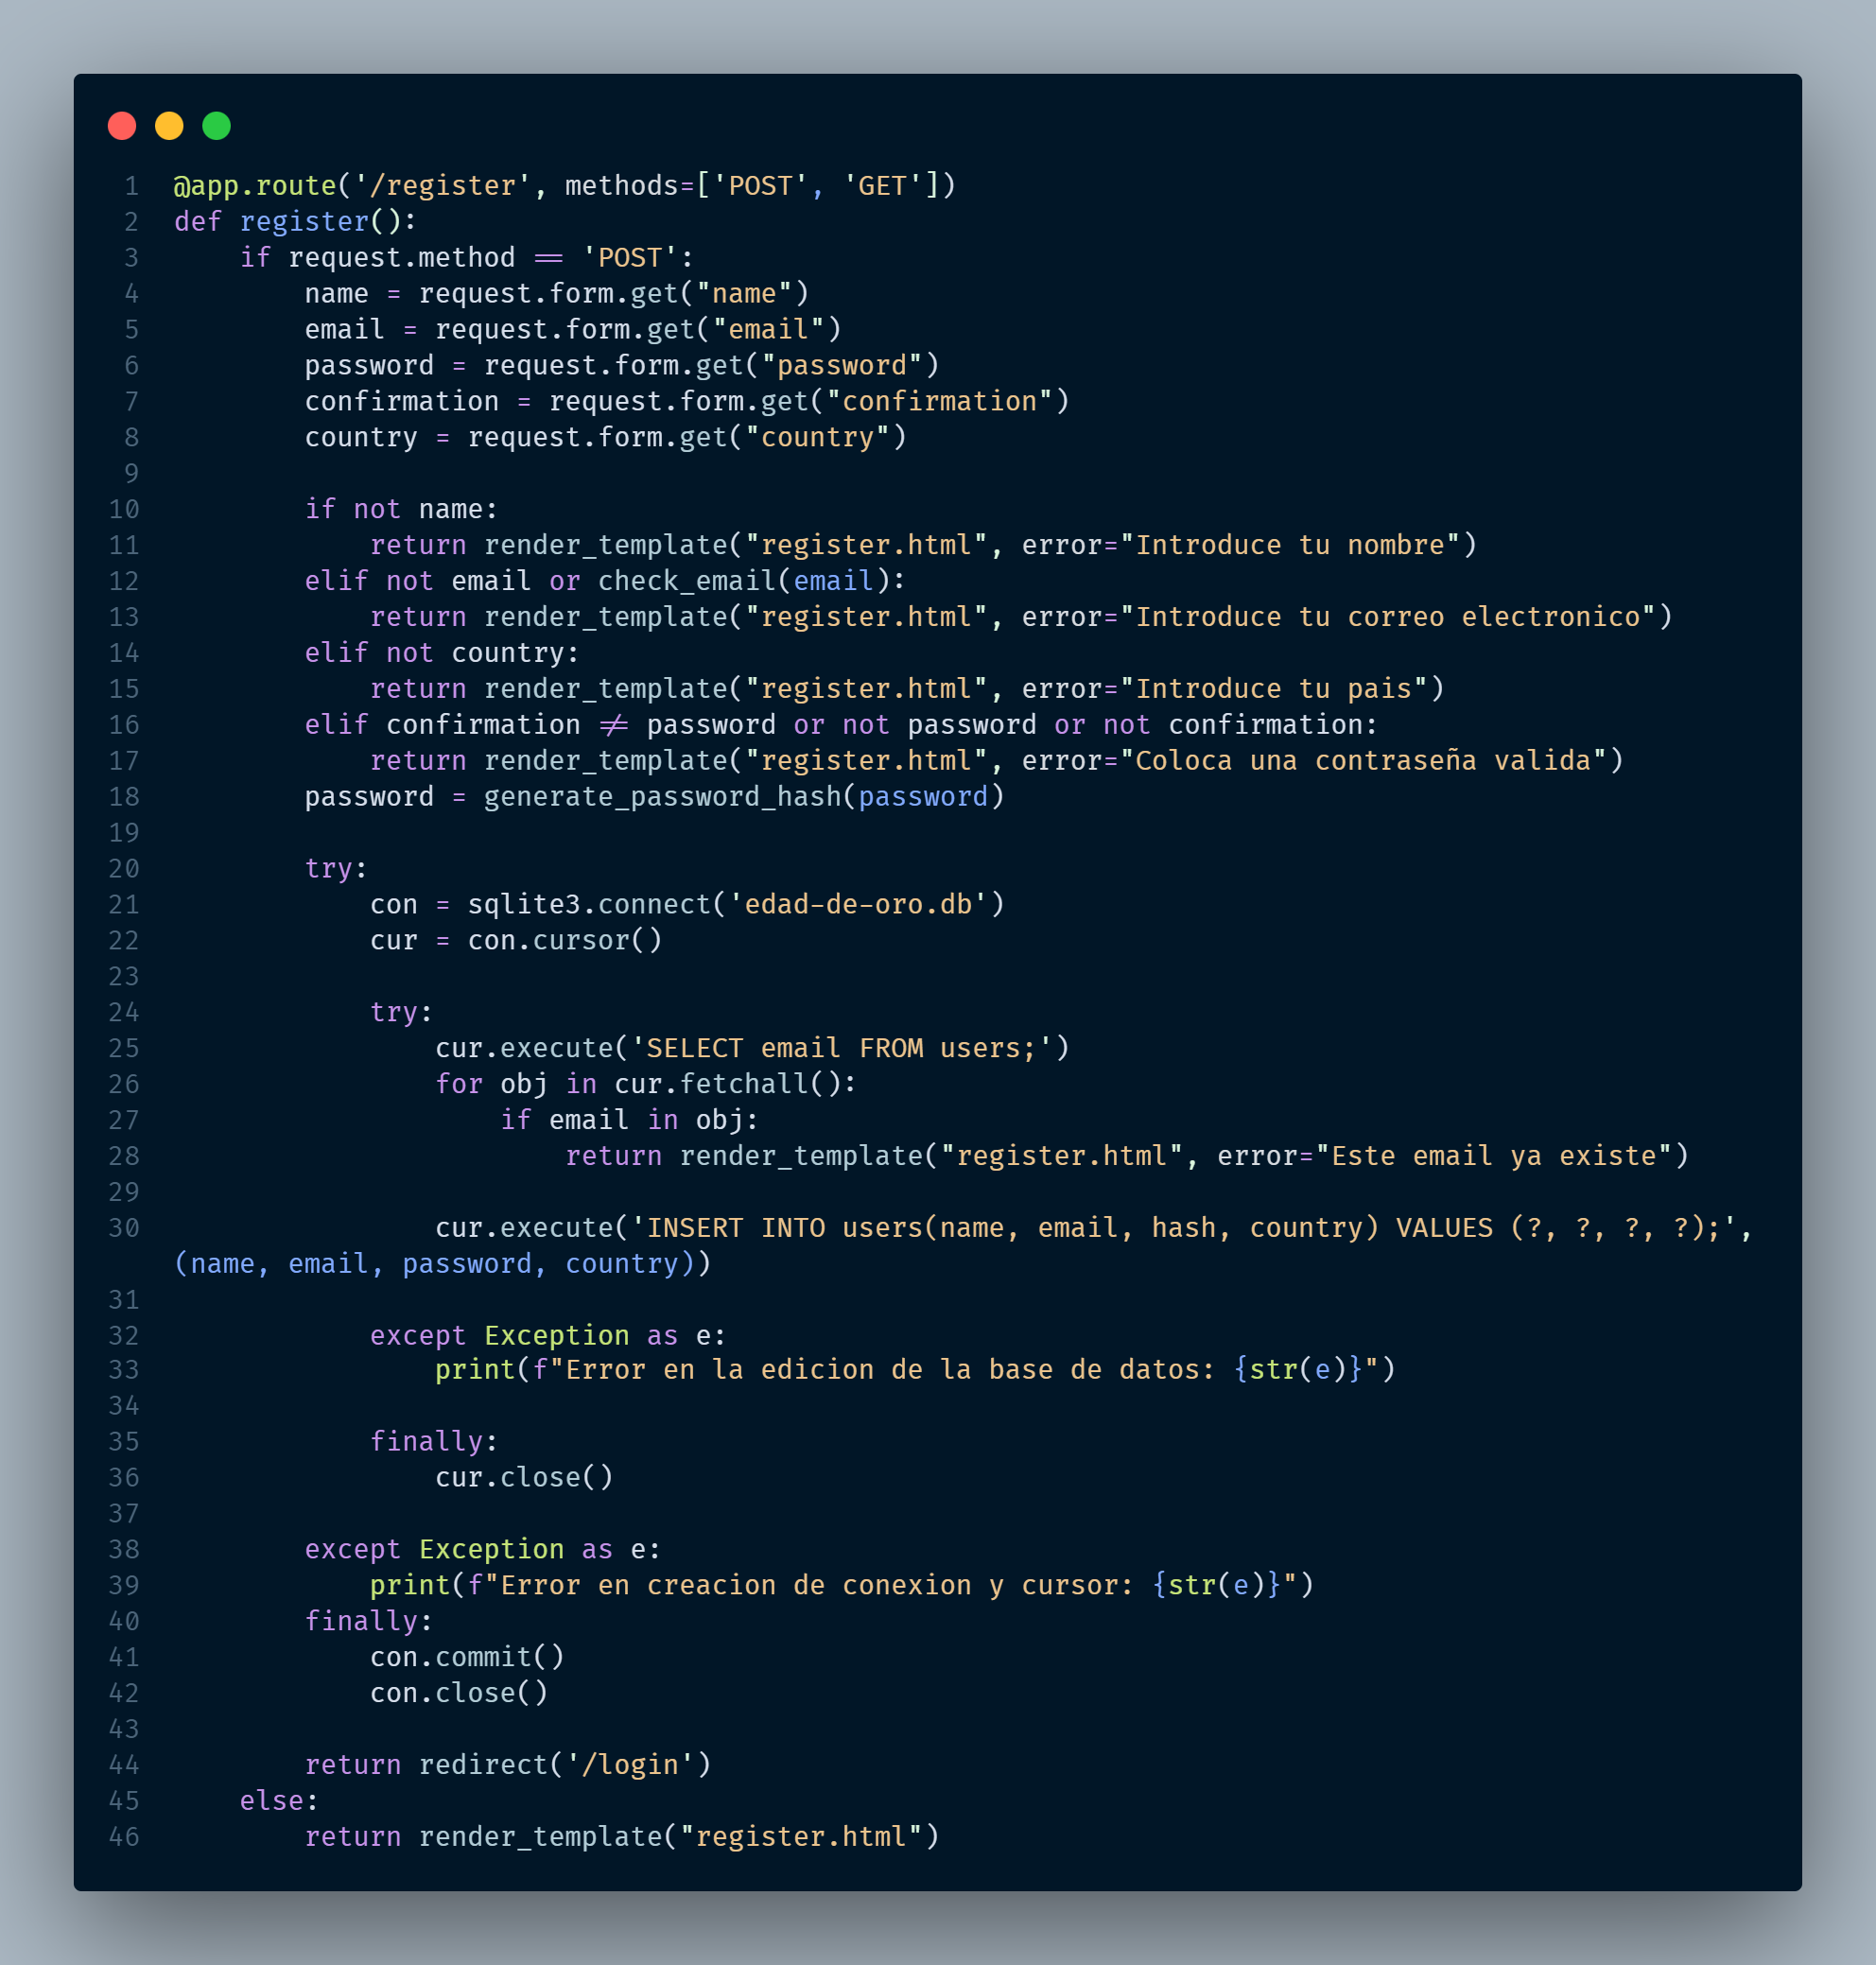 1 @app.route('/register', methods=['POST', 'GET'])
2 def register():
3     if request.method == 'POST':
4         name = request.form.get("name")
5         email = request.form.get("email")
6         password = request.form.get("password")
7         confirmation = request.form.get("confirmation")
8         country = request.form.get("country")
9
10         if not name:
11             return render_template("register.html", error="Introduce tu nombre")
12         elif not email or check_email(email):
13             return render_template("register.html", error="Introduce tu correo electronico")
14         elif not country:
15             return render_template("register.html", error="Introduce tu pais")
16         elif confirmation != password or not password or not confirmation:
17             return render_template("register.html", error="Coloca una contraseña valida")
18         password = generate_password_hash(password)
19
20         try:
21             con = sqlite3.connect('edad-de-oro.db')
22             cur = con.cursor()
23
24             try:
25                 cur.execute('SELECT email FROM users;')
26                 for obj in cur.fetchall():
27                     if email in obj:
28                         return render_template("register.html", error="Este email ya existe")
29
30                 cur.execute('INSERT INTO users(name, email, hash, country) VALUES (?, ?, ?, ?);',
(name, email, password, country))
31
32             except Exception as e:
33                 print(f"Error en la edicion de la base de datos: {str(e)}")
34
35             finally:
36                 cur.close()
37
38         except Exception as e:
39             print(f"Error en creacion de conexion y cursor: {str(e)}")
40         finally:
41             con.commit()
42             con.close()
43
44         return redirect('/login')
45     else:
46         return render_template("register.html")